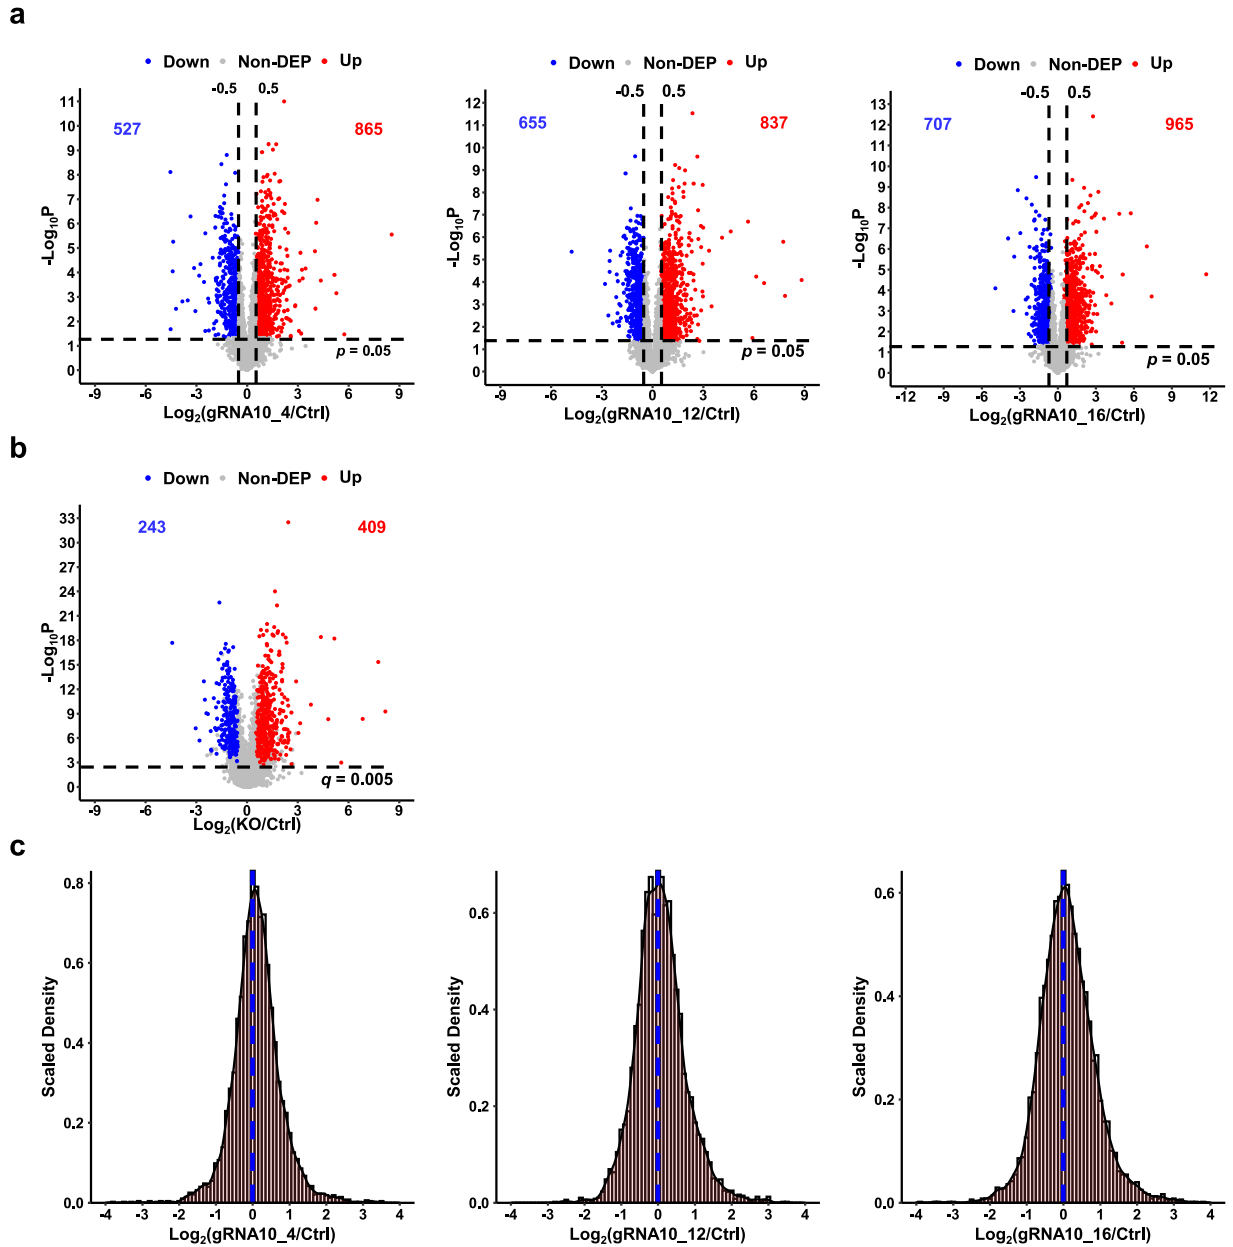 a
Down Non-DEP Up
-0.5 0.5
527 865
11
10
9
8
7
6
5
4
3
2
1
0
-Log10P
p = 0.05
-9 -6 -3 0 3 6 9
Log2(gRNA10_4/Ctrl)
Down Non-DEP Up
-0.5 0.5
655 837
12
11
10
9
8
7
6
5
4
3
2
1
0
-Log10P
p = 0.05
-9 -6 -3 0 3 6 9
Log2(gRNA10_12/Ctrl)
Down Non-DEP Up
-0.5 0.5
707 965
13
12
11
10
9
8
7
6
5
4
3
2
1
0
-Log10P
p = 0.05
-12 -9 -6 -3 0 3 6 9 12
Log2(gRNA10_16/Ctrl)
b
Down Non-DEP Up
243 409
33
30
27
24
21
18
15
12
9
6
3
0
-Log10P
q = 0.005
-9 -6 -3 0 3 6 9
Log2(KO/Ctrl)
c
0.8
0.6
0.4
0.2
0.0
Scaled Density
-4 -3 -2 -1 0 1 2 3 4
Log2(gRNA10_4/Ctrl)
0.6
0.4
0.2
0.0
Scaled Density
-4 -3 -2 -1 0 1 2 3 4
Log2(gRNA10_12/Ctrl)
0.6
0.4
0.2
0.0
Scaled Density
-4 -3 -2 -1 0 1 2 3 4
Log2(gRNA10_16/Ctrl)